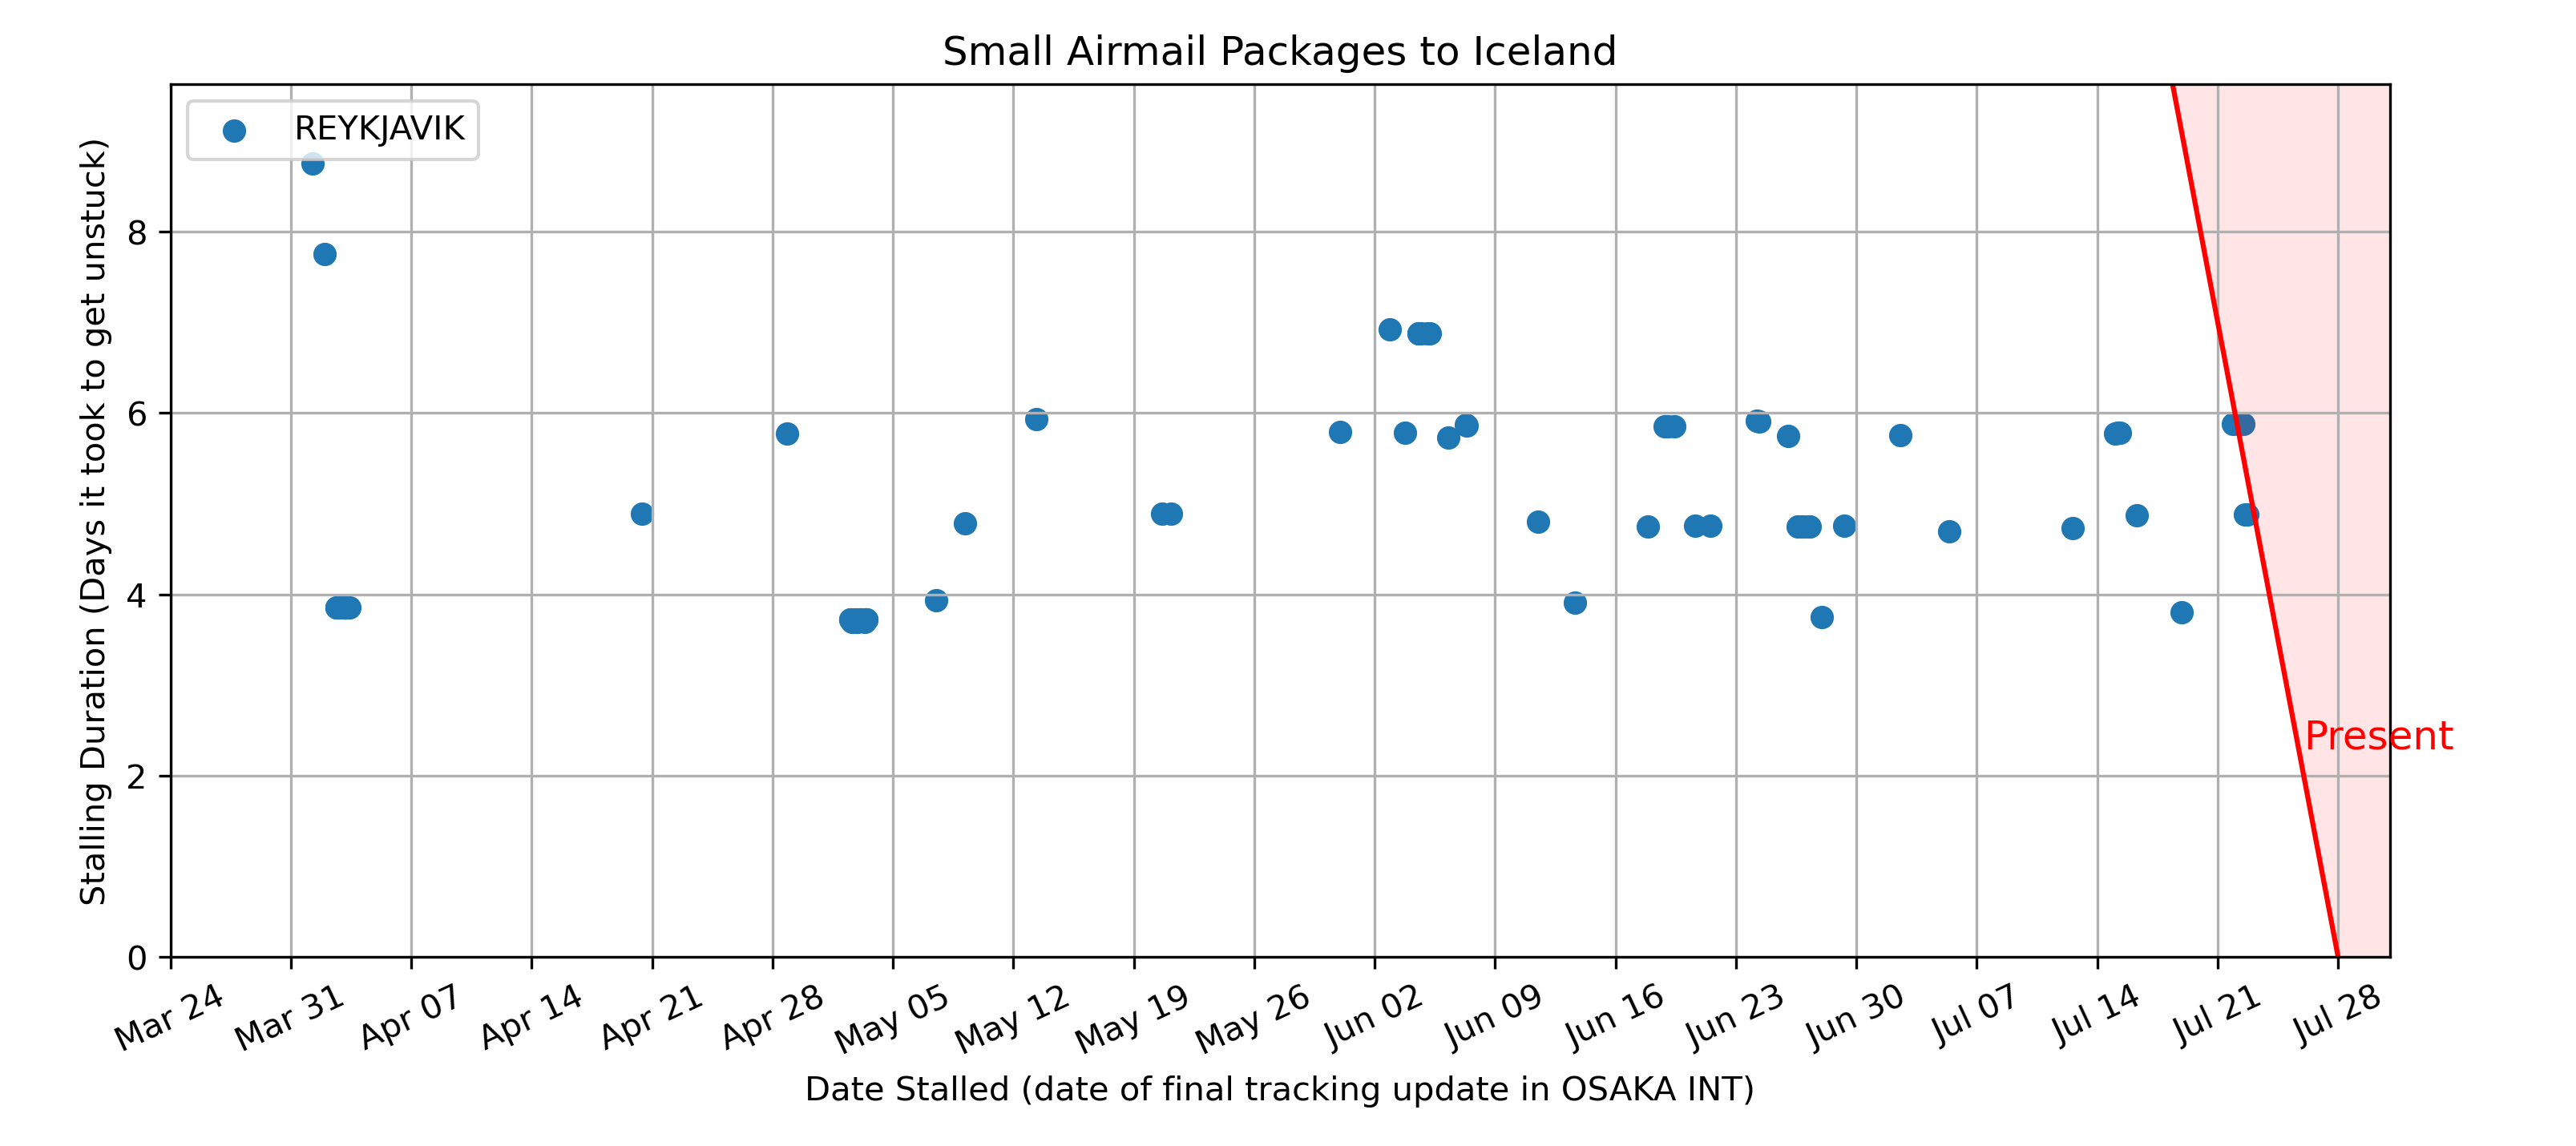 Small Airmail Packages to Iceland
REYKJAVIK
Stalling Duration (Days it took to get unstuck)
8
6
4
2
0
Present
Mar 24 Mar 31 Apr 07 Apr 14 Apr 21 Apr 28 May 05 May 12 May 19 May 26 Jun 02 Jun 09 Jun 16 Jun 23 Jun 30 Jul 07 Jul 14 Jul 21 Jul 28
Date Stalled (date of final tracking update in OSAKA INT)